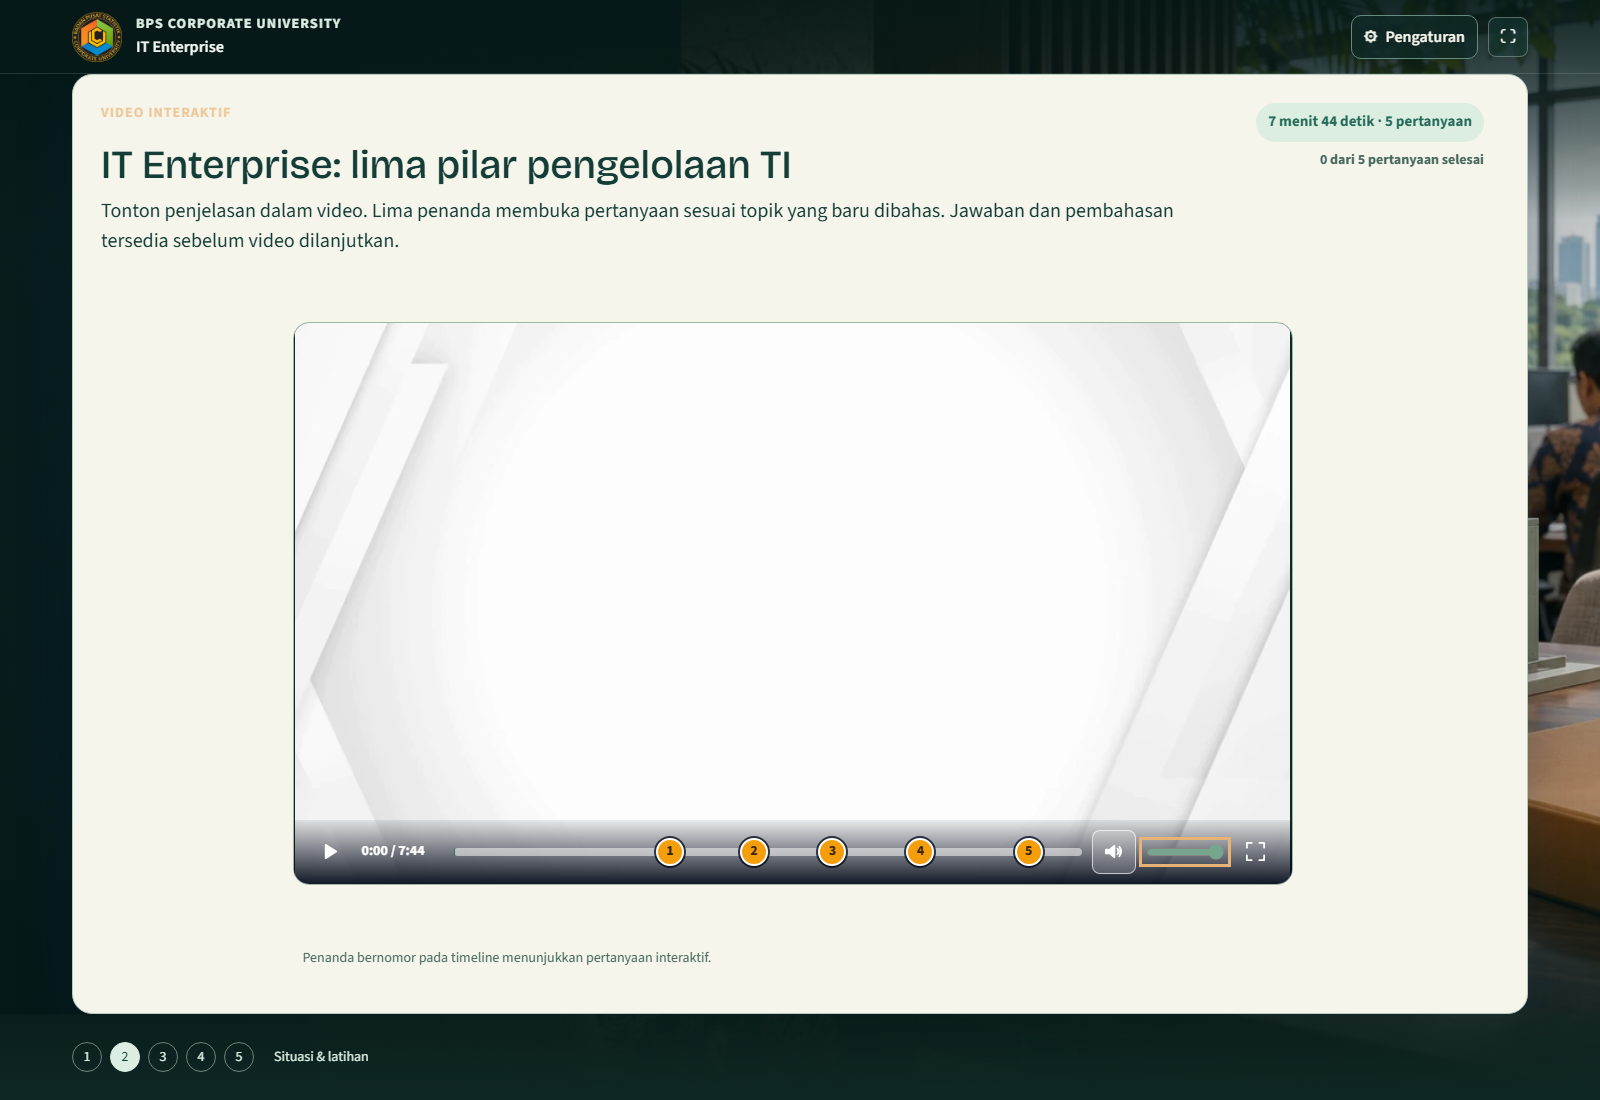 BPS CORPORATE UNIVERSITY
IT Enterprise
Pengaturan
VIDEO INTERAKTIF
7 menit 44 detik · 5 pertanyaan
0 dari 5 pertanyaan selesai
IT Enterprise: lima pilar pengelolaan TI
Tonton penjelasan dalam video. Lima penanda membuka pertanyaan sesuai topik yang baru dibahas. Jawaban dan pembahasan
tersedia sebelum video dilanjutkan.
0:00 / 7:44
1 2 3 4 5
Penanda bernomor pada timeline menunjukkan pertanyaan interaktif.
1 2 3 4 5 Situasi & latihan